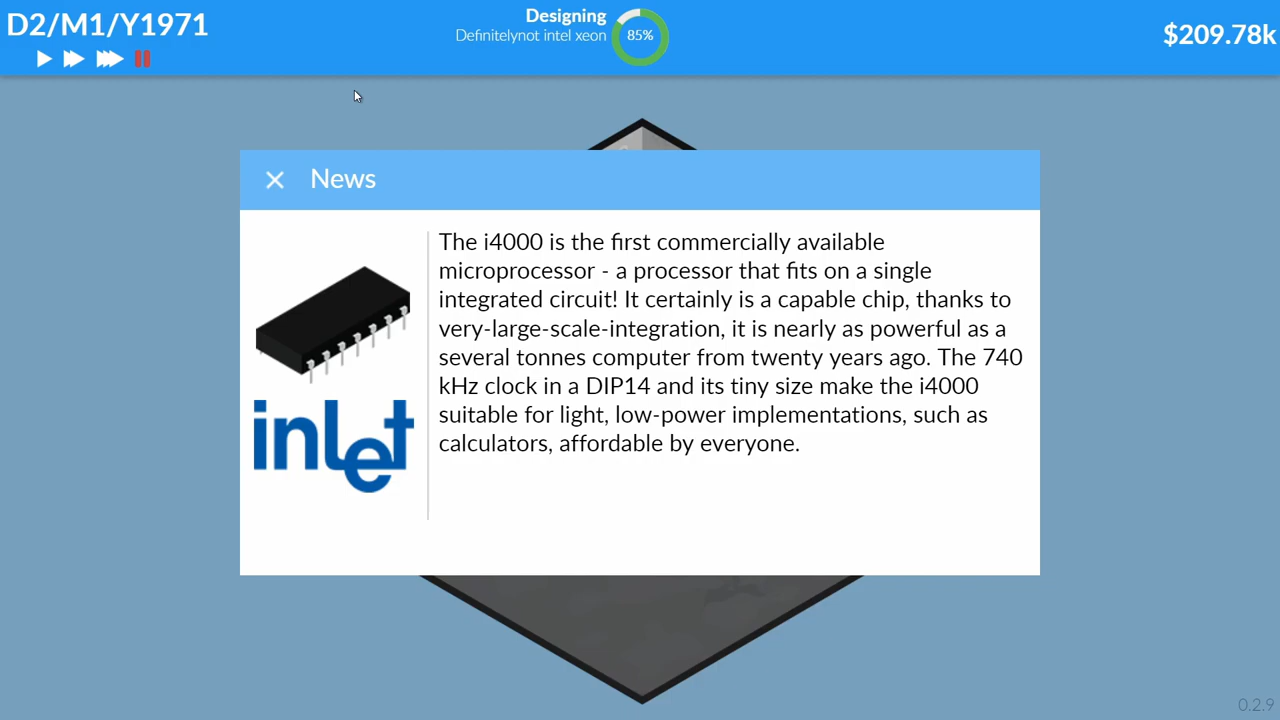 D2/M1/Y1971
Designing
Definitelynot intel xeon
85%
$209.78k
News
The i4000 is the first commercially available
microprocessor - a processor that fits on a single
integrated circuit! It certainly is a capable chip, thanks to
very-large-scale-integration, it is nearly as powerful as a
several tonnes computer from twenty years ago. The 740
kHz clock in a DIP14 and its tiny size make the i4000
suitable for light, low-power implementations, such as
calculators, affordable by everyone.
inlet
0.2.9